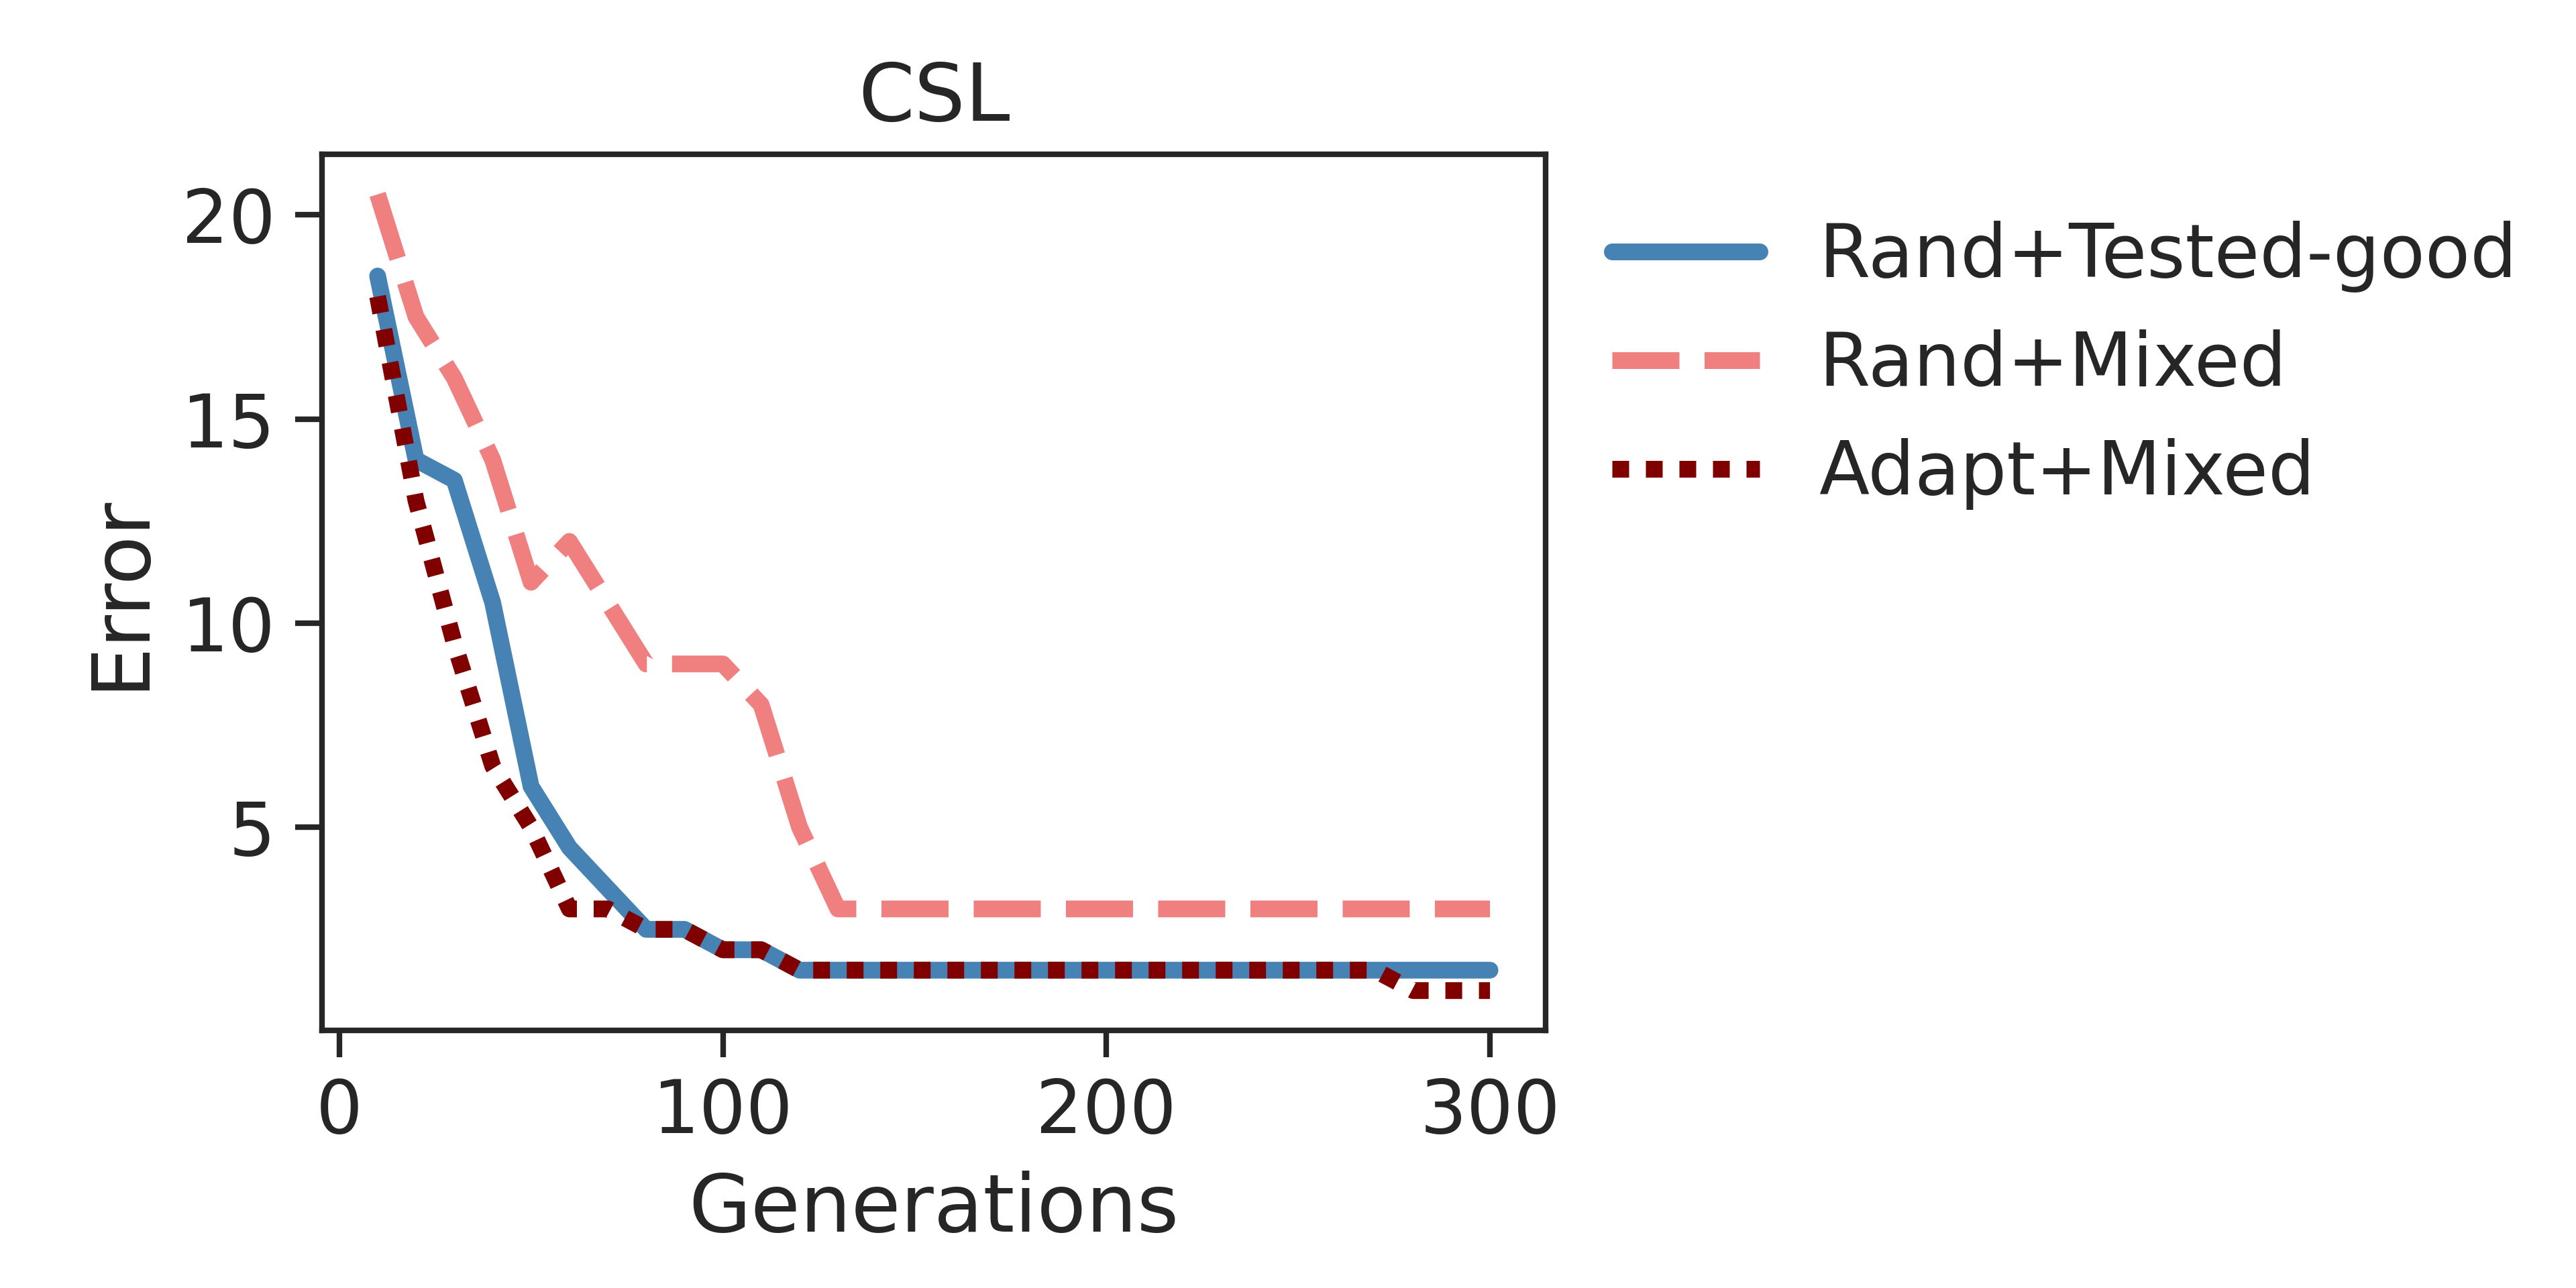 CSL
Error
20
15
10
5
0 100 200 300
Generations
Rand+Tested-good
Rand+Mixed
Adapt+Mixed